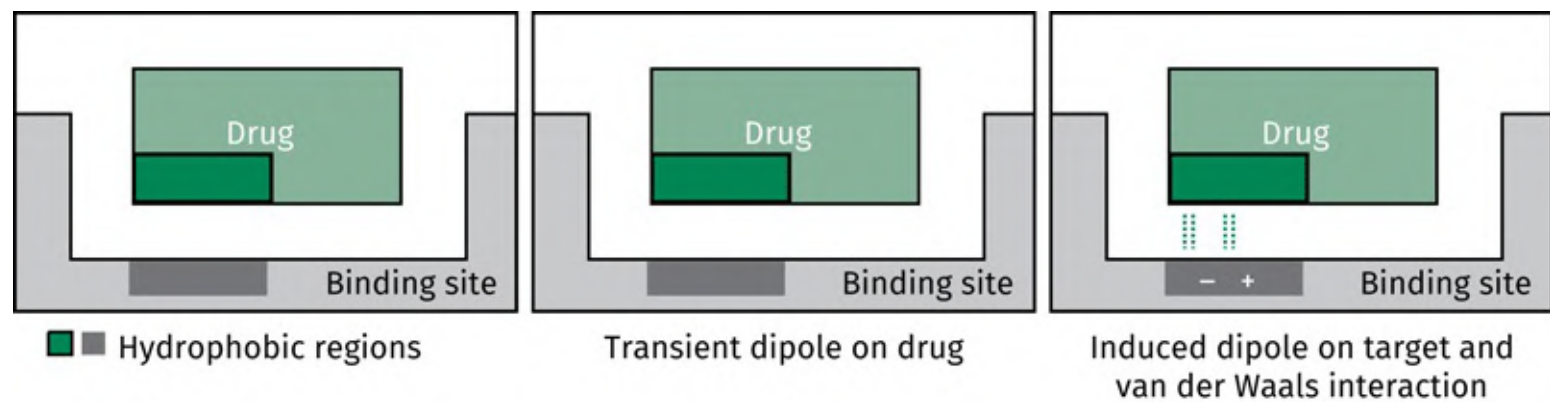 Drug
Binding site
Drug
Binding site
Drug
– +
Binding site
Hydrophobic regions
Transient dipole on drug
Induced dipole on target and
van der Waals interaction